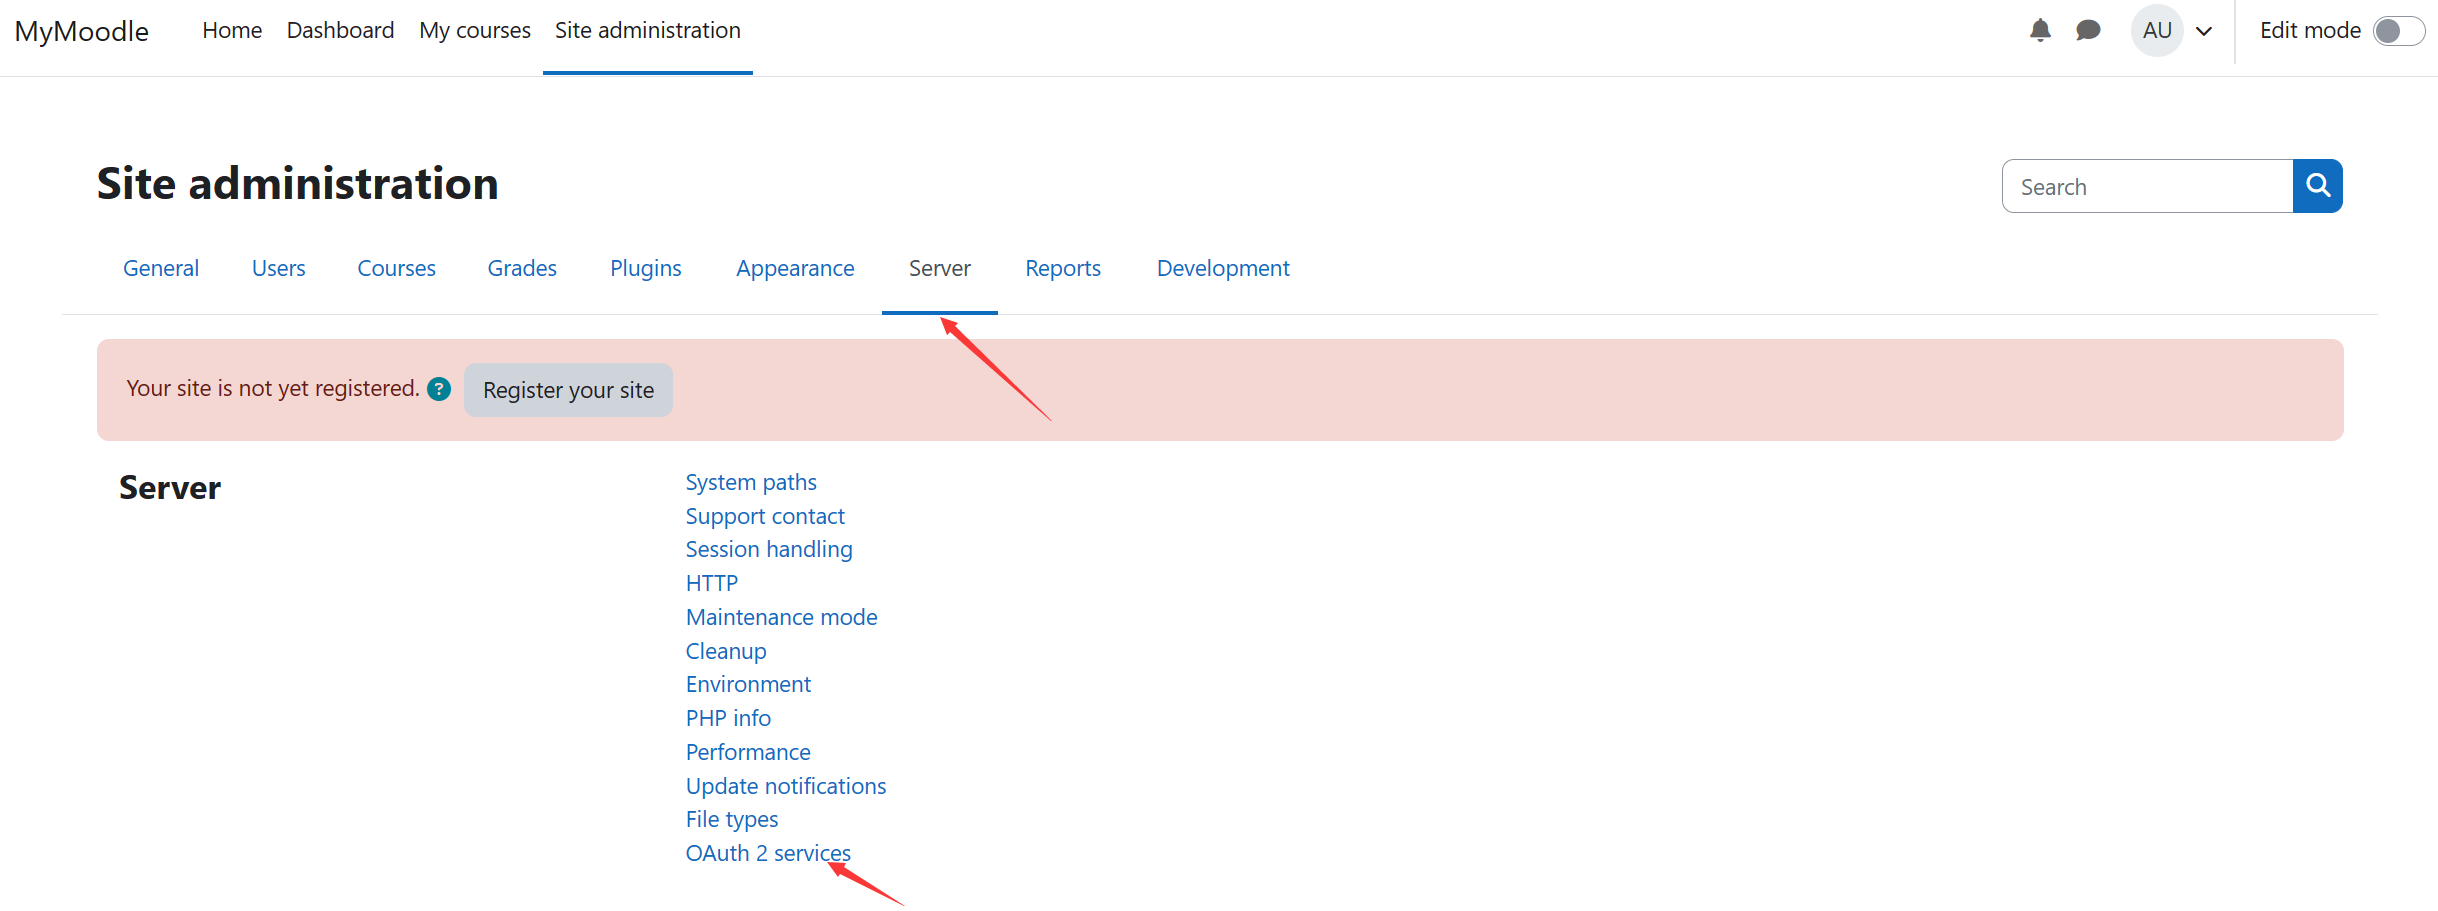 MyMoodle Home Dashboard My courses Site administration AU Edit mode
Site administration
Search
General Users Courses Grades Plugins Appearance Server Reports Development
Your site is not yet registered. ? Register your site
Server
System paths
Support contact
Session handling
HTTP
Maintenance mode
Cleanup
Environment
PHP info
Performance
Update notifications
File types
OAuth 2 services